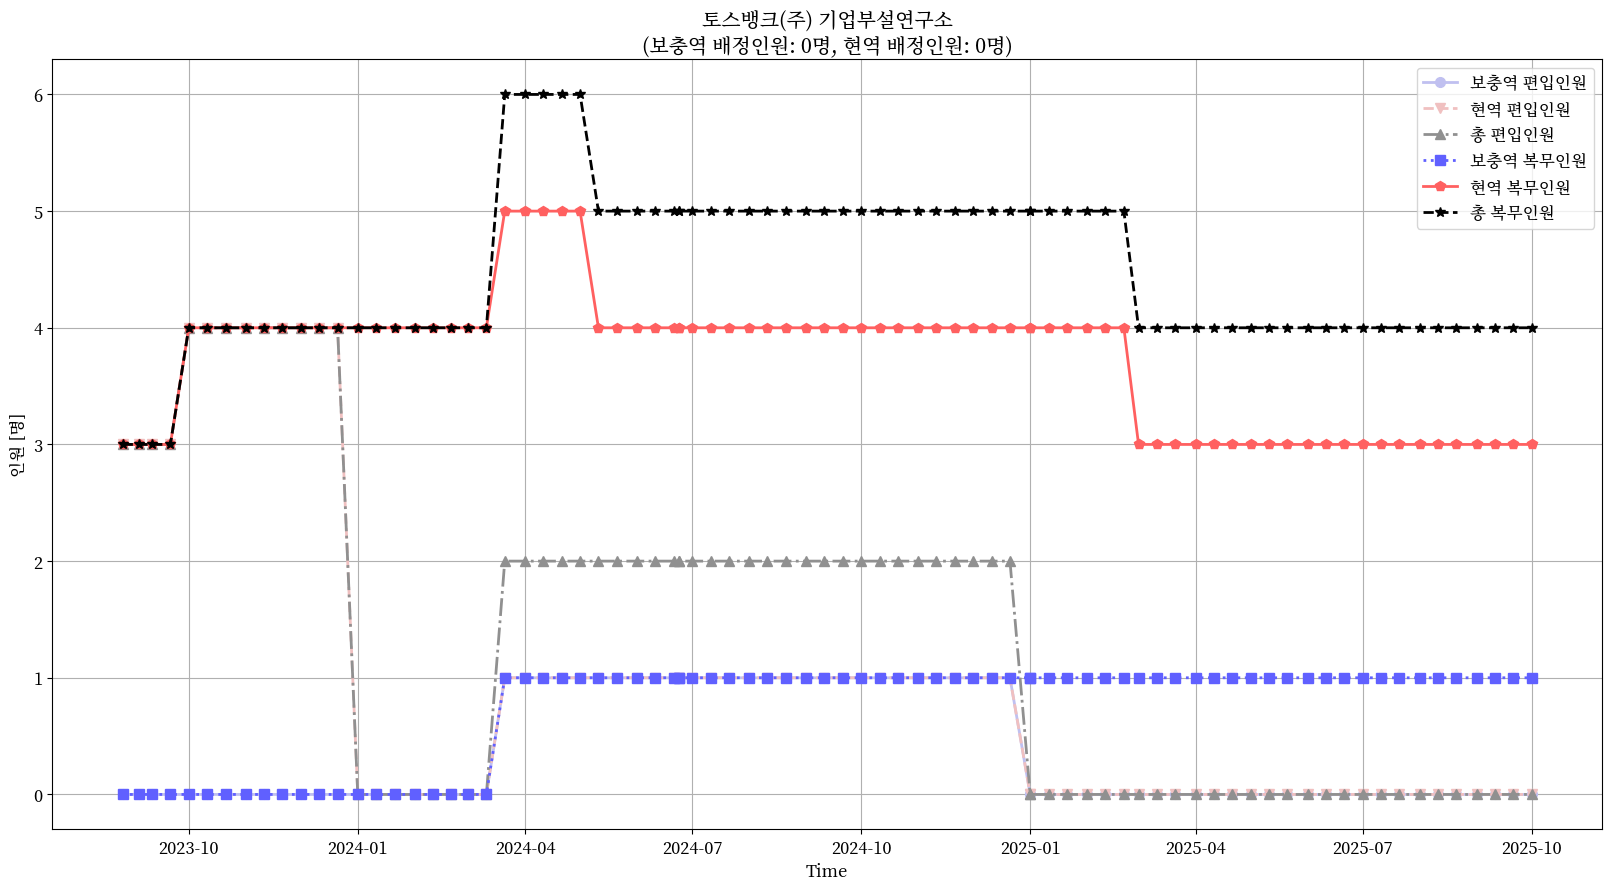 토스뱅크(주) 기업부설연구소
(보충역 배정인원: 0명, 현역 배정인원: 0명)
보충역 편입인원
현역 편입인원
총 편입인원
보충역 복무인원
현역 복무인원
총 복무인원
인원 [명]
6
5
4
3
2
1
0
2023-10 2024-01 2024-04 2024-07 2024-10 2025-01 2025-04 2025-07 2025-10
Time